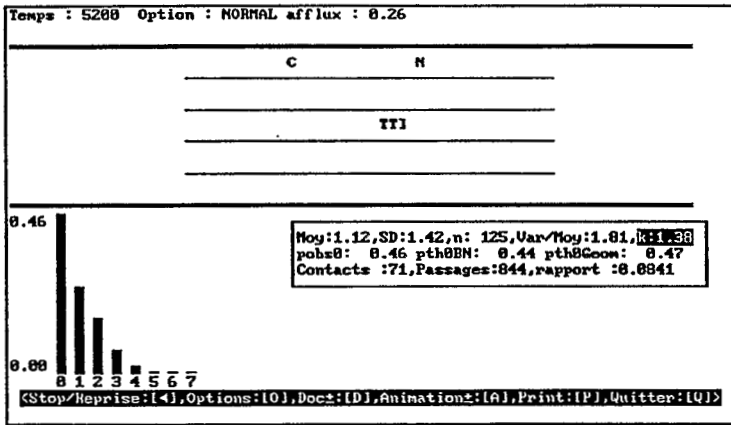 Temps : 5200 Option : NORMAL afflux : 0.26
C N
TTI
0.46
Moy:1.12,SD:1.42,n: 125,Var/Moy:1.81,k:1.38
pobs0: 0.46 pth0BN: 0.44 pth0Geom: 0.47
Contacts :71,Passages:844,rapport :0.0841
0.00
0 1 2 3 4 5 6 7
<Stop/Reprise:[◄],Options:[O],Doc±:[D],Animation±:[A],Print:[P],Quitter:[Q]>